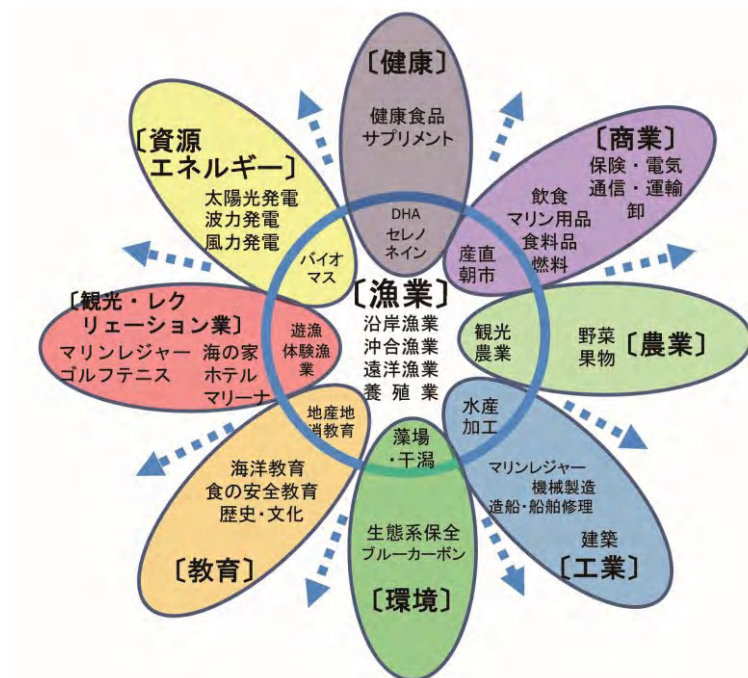 〔健康〕
健康食品
サプリメント
DHA
セレノ
ネイン
〔商業〕
保険・電気
通信・運輸
卸
飲食
マリン用品
食料品
燃料
産直
朝市
〔農業〕
野菜
果物
観光
農業
〔工業〕
建築
マリンレジャー
機械製造
造船・船舶修理
水産
加工
〔環境〕
生態系保全
ブルーカーボン
藻場
・干潟
〔教育〕
海洋教育
食の安全教育
歴史・文化
地産地
消教育
〔観光・レク
リェーション業〕
マリンレジャー
ゴルフテニス
海の家
ホテル
マリーナ
遊漁
体験漁
業
〔資源
エネルギー〕
太陽光発電
波力発電
風力発電
バイオ
マス
〔漁業〕
沿岸漁業
沖合漁業
遠洋漁業
養殖業